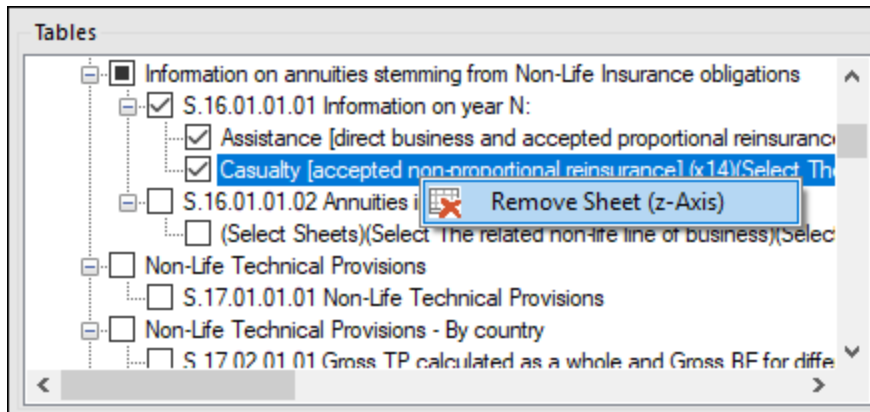 Tables
Information on annuities stemming from Non-Life Insurance obligations
S.16.01.01.01 Information on year N:
Assistance [direct business and accepted proportional reinsurance
Casualty [accepted non-proportional reinsurance] (x14)(Select The
Remove Sheet (z-Axis)
S.16.01.01.02 Annuities i
(Select Sheets)(Select The related non-life line of business)(Select
Non-Life Technical Provisions
S.17.01.01.01 Non-Life Technical Provisions
Non-Life Technical Provisions - By country
S.17.02.01.01 Gross TP calculated as a whole and Gross BE for differ